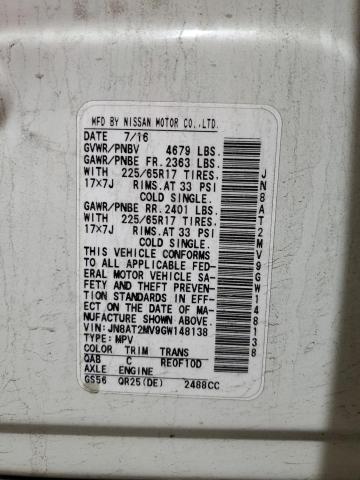 MFD BY NISSAN MOTOR CO.,LTD.
DATE 7/16
GVWR/PNBV 4679 LBS.
GAWR/PNBE FR. 2363 LBS.
WITH 225/65R17 TIRES,
17X7J RIMS.AT 33 PSI
COLD SINGLE.
GAWR/PNBE RR. 2401 LBS.
WITH 225/65R17 TIRES,
17X7J RIMS.AT 33 PSI
COLD SINGLE.
THIS VEHICLE CONFORMS
TO ALL APPLICABLE FED-
ERAL MOTOR VEHICLE SA-
FETY AND THEFT PREVEN-
TION STANDARDS IN EFF-
ECT ON THE DATE OF MA-
NUFACTURE SHOWN ABOVE.
VIN:JN8AT2MV9GW148138
TYPE:MPV
COLOR TRIM TRANS
QAB C RE0F10D
AXLE ENGINE
GS56 QR25(DE) 2488CC
JN8AT2MV9GW148138